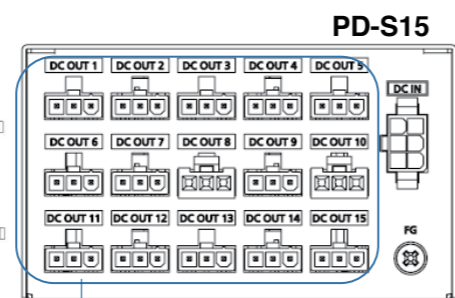 PD-S15
DC OUT 1 DC OUT 2 DC OUT 3 DC OUT 4 DC OUT 5
DC IN
DC OUT 6 DC OUT 7 DC OUT 8 DC OUT 9 DC OUT 10
DC OUT 11 DC OUT 12 DC OUT 13 DC OUT 14 DC OUT 15
FG